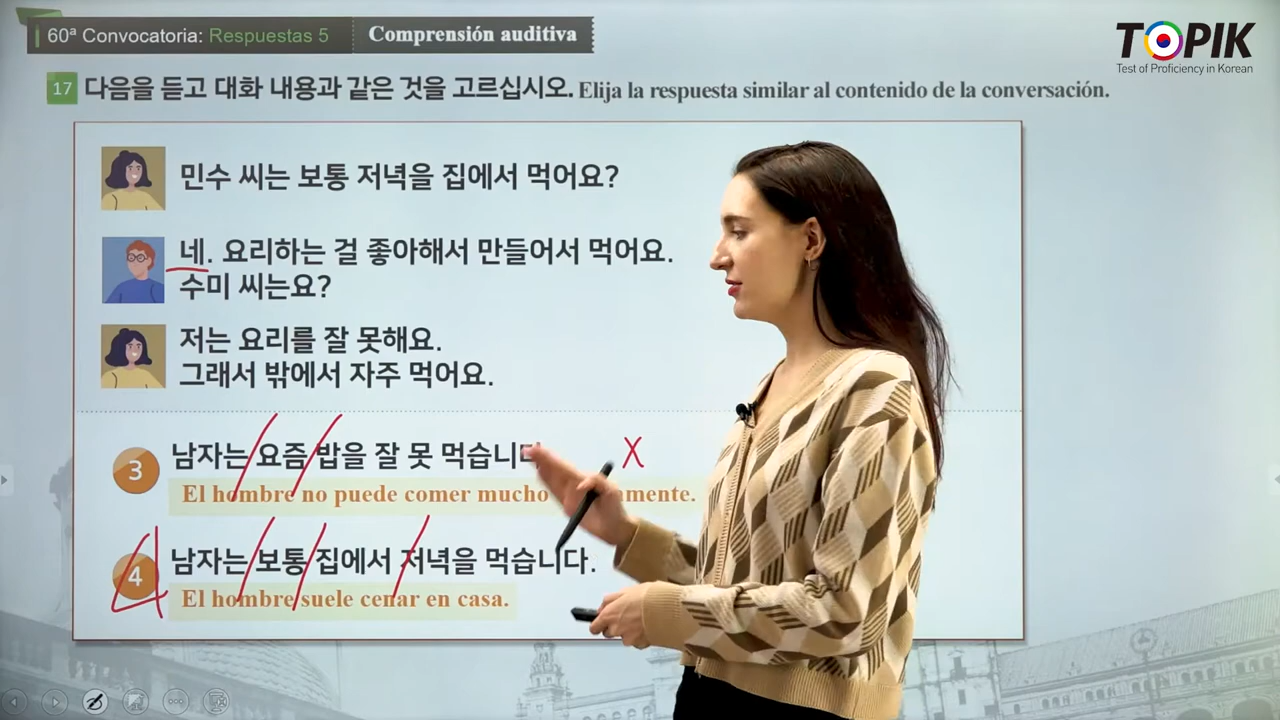 60ª Convocatoria: Respuestas 5
Comprensión auditiva
TOPIK
Test of Proficiency in Korean
17 다음을 듣고 대화 내용과 같은 것을 고르십시오. Elija la respuesta similar al contenido de la conversación.
민수 씨는 보통 저녁을 집에서 먹어요?
네. 요리하는 걸 좋아해서 만들어서 먹어요.
수미 씨는요?
저는 요리를 잘 못해요.
그래서 밖에서 자주 먹어요.
3 남자는 요즘 밥을 잘 못 X
El hombre no puede comer mucho
4 남자는 보통 집에서 저녁을 먹습니다.
El hombre suele cenar en casa.